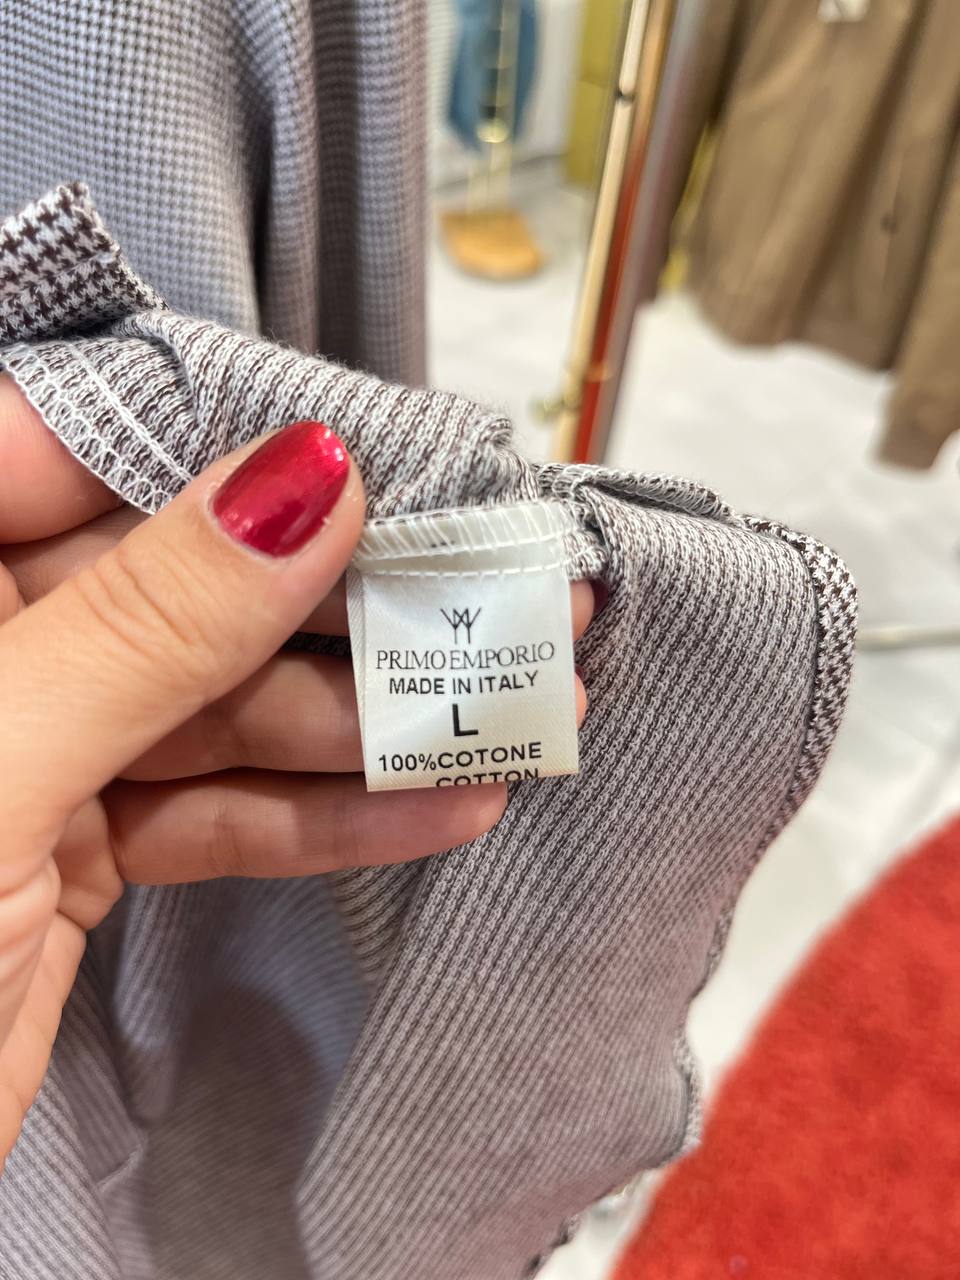 PRIMO EMPORIO
MADE IN ITALY
L
100%COTONE
COTTON